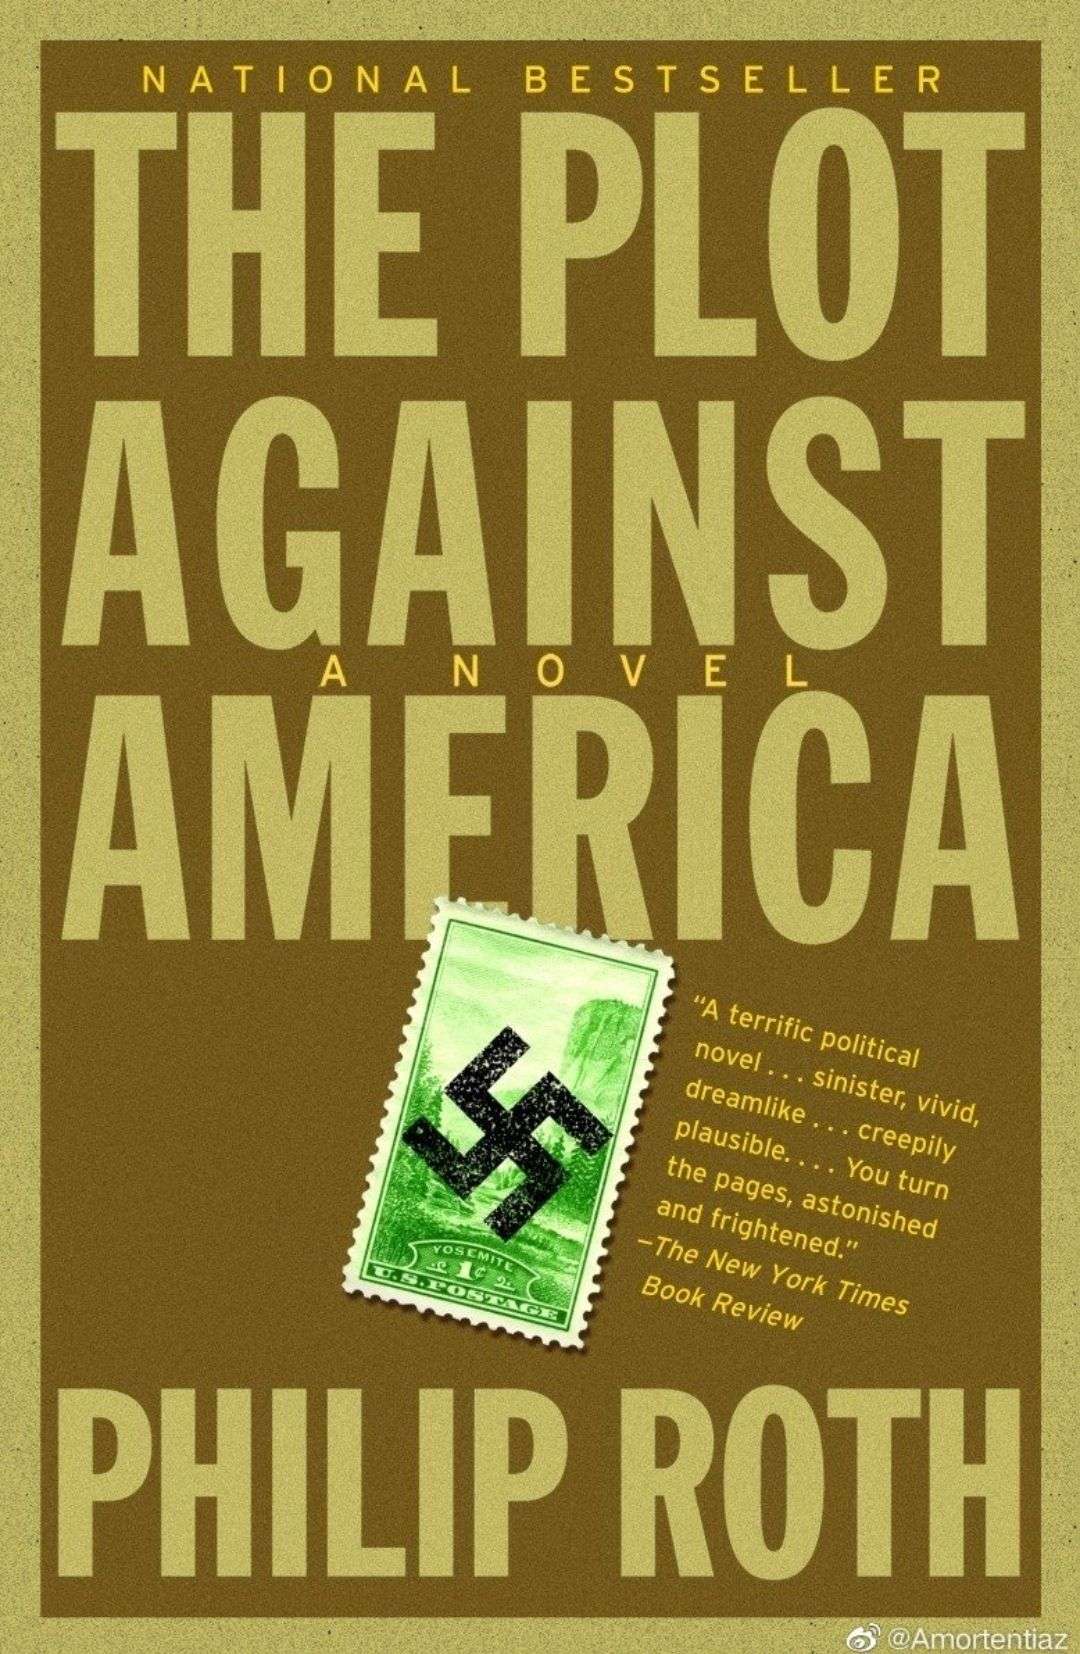 NATIONAL BESTSELLER
THE PLOT
AGAINST
A NOVEL
AMERICA
"A terrific political
novel . . . sinister, vivid,
dreamlike . . . creepily
plausible. . . . You turn
the pages, astonished
and frightened."
–The New York Times
Book Review
YOSEMITE
1¢
U.S. POSTAGE
PHILIP ROTH
@Amortentiaz